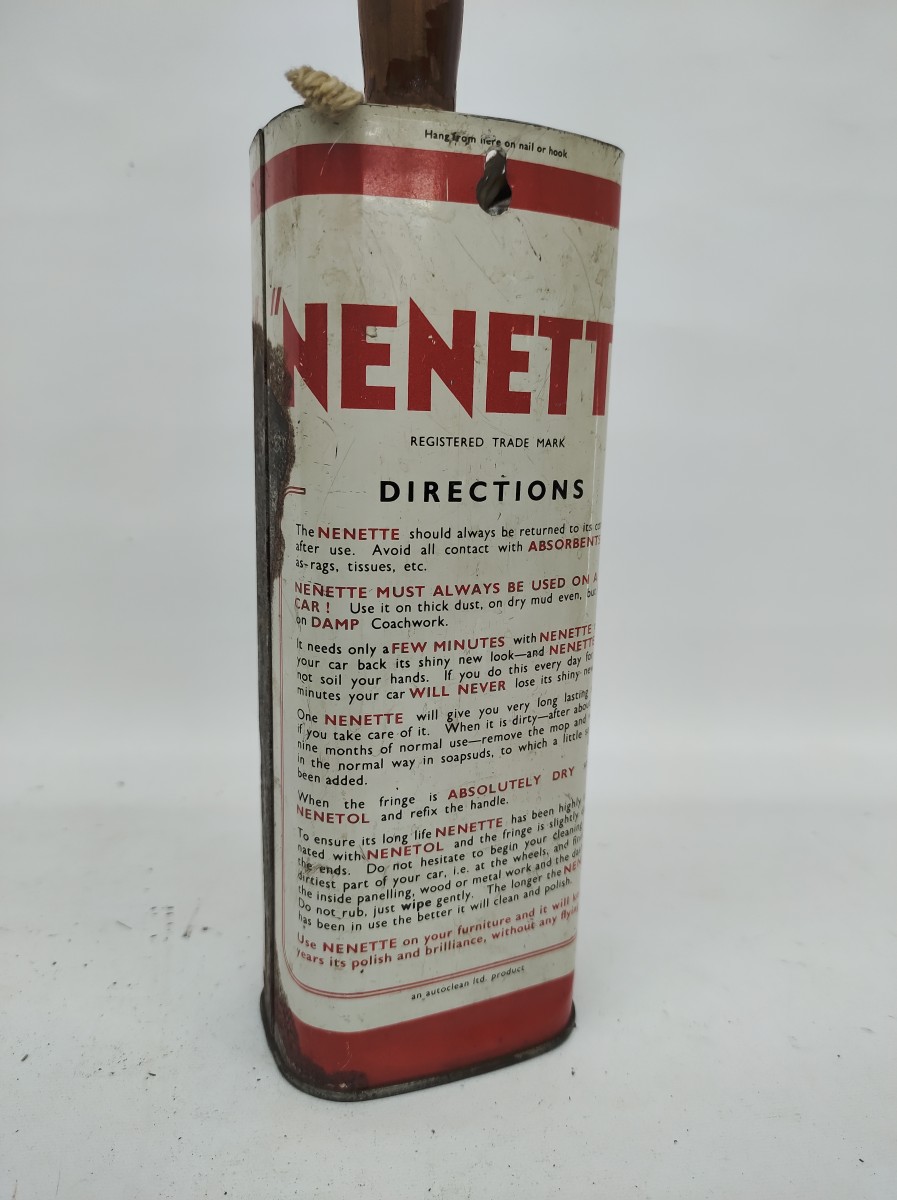 Hang from here on nail or hook
"NENETT
REGISTERED TRADE MARK
DIRECTIONS
The NENETTE should always be returned to its
after use. Avoid all contact with ABSORBENTS
as rags, tissues, etc.
NENETTE MUST ALWAYS BE USED ON A
CAR! Use it on thick dust, on dry mud even, but
on DAMP Coachwork.
It needs only a FEW MINUTES with NENETTE
your car back its shiny new look—and NENETTE
not soil your hands. If you do this every day for
minutes your car WILL NEVER lose its shiny
One NENETTE will give you very long lasting
if you take care of it. When it is dirty—after about
nine months of normal use—remove the mop and
in the normal way in soapsuds, to which a little
been added.
When the fringe is ABSOLUTELY DRY
NENETOL and refix the handle.
To ensure its long life NENETTE has been highly
nated with NENETOL and the fringe is slightly
the ends. Do not hesitate to begin your cleaning
dirtiest part of your car, i.e. at the wheels, and
the inside panelling, wood or metal work and the
Do not rub, just wipe gently. The longer the NEN
has been in use the better it will clean and polish.
Use NENETTE on your furniture and it will
years its polish and brilliance, without any flying
an autoclean ltd. product